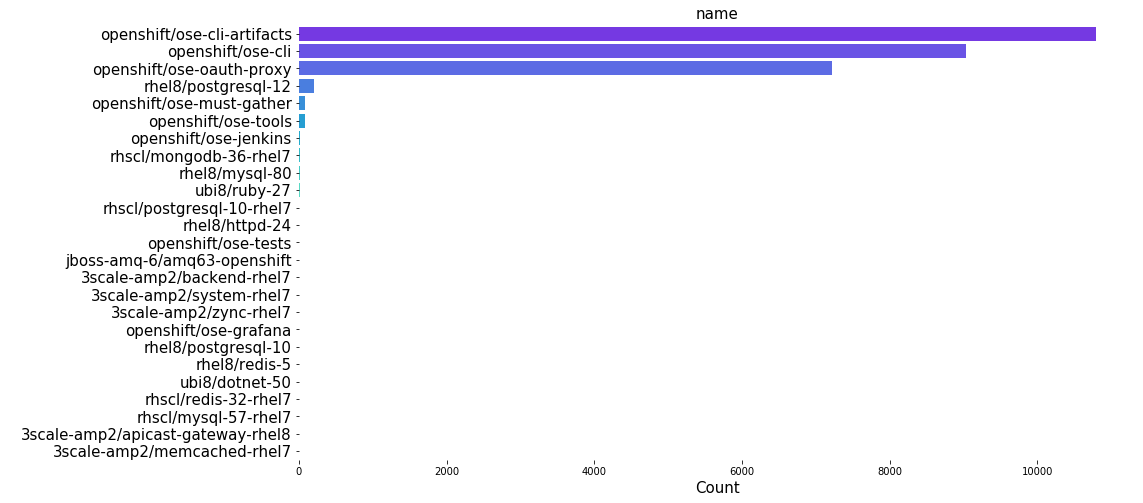 name
openshift/ose-cli-artifacts
openshift/ose-cli
openshift/ose-oauth-proxy
rhel8/postgresql-12
openshift/ose-must-gather
openshift/ose-tools
openshift/ose-jenkins
rhscl/mongodb-36-rhel7
rhel8/mysql-80
ubi8/ruby-27
rhscl/postgresql-10-rhel7
rhel8/httpd-24
openshift/ose-tests
jboss-amq-6/amq63-openshift
3scale-amp2/backend-rhel7
3scale-amp2/system-rhel7
3scale-amp2/zync-rhel7
openshift/ose-grafana
rhel8/postgresql-10
rhel8/redis-5
ubi8/dotnet-50
rhscl/redis-32-rhel7
rhscl/mysql-57-rhel7
3scale-amp2/apicast-gateway-rhel8
3scale-amp2/memcached-rhel7
0 2000 4000 6000 8000 10000
Count